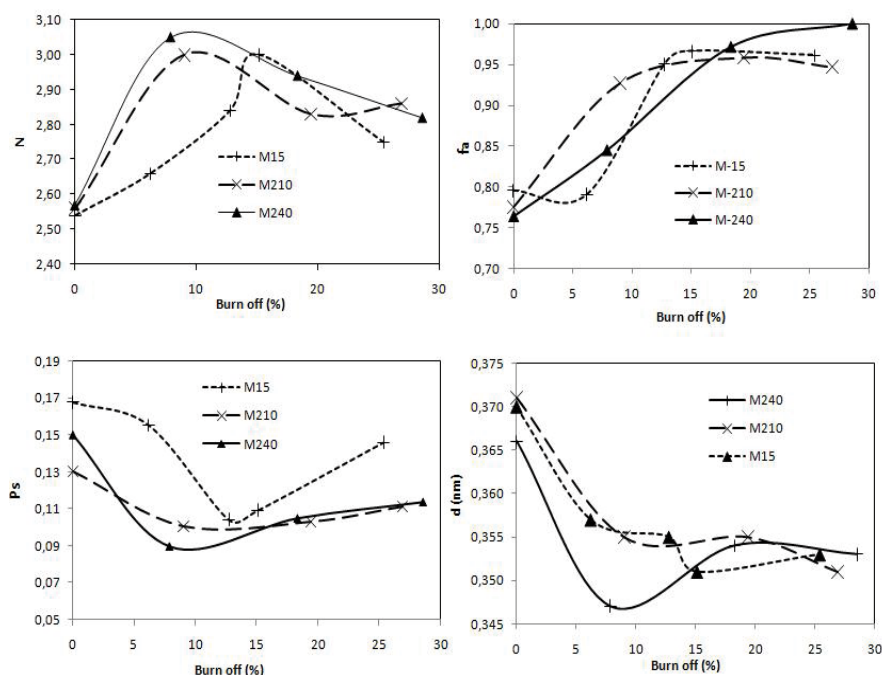 3,10
3,00
2,90
2,80
2,70
2,60
2,50
2,40
N
0
10
20
30
Burn off (%)
M15
M210
M240
1,00
0,95
0,90
0,85
0,80
0,75
0,70
fa
0
5
10
15
20
25
30
Burn off (%)
M-15
M-210
M-240
0,19
0,17
0,15
0,13
0,11
0,09
0,07
0,05
Ps
0
5
10
15
20
25
30
Burn off (%)
M15
M210
M240
0,375
0,370
0,365
0,356
0,355
0,350
0,345
d (nm)
0
5
10
15
20
25
30
Burn off (%)
M240
M210
M15